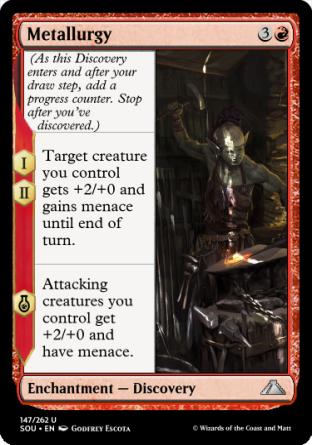 Metallurgy 3
(As this Discovery
enters and after your
draw step, add a
progress counter. Stop
after you've
discovered.)
I
II
Target creature
you control
gets +2/+0 and
gains menace
until end of
turn.
Attacking
creatures you
control get
+2/+0 and
have menace.
Enchantment — Discovery
147/262 U
SOU • EN Godfrey Escota
© Wizards of the Coast and Matt